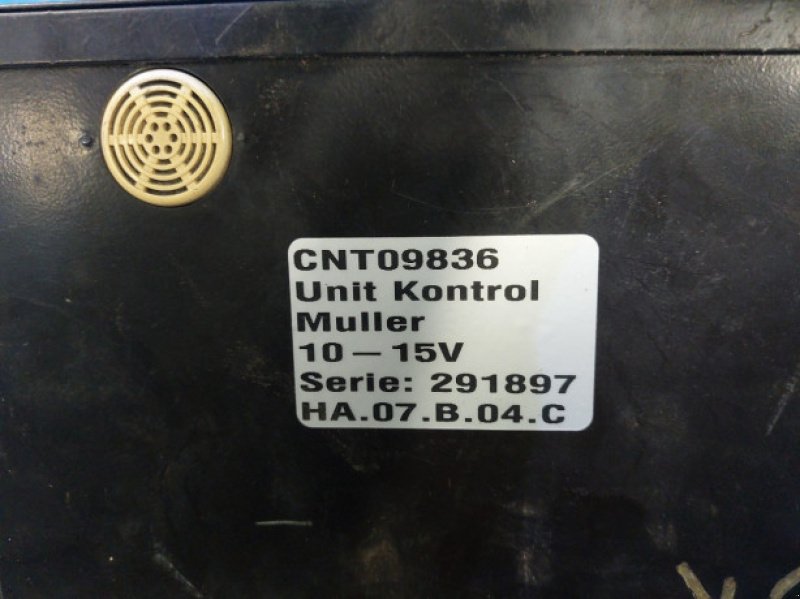 CNT09836
Unit Kontrol
Muller
10 – 15V
Serie: 291897
HA.07.B.04.C